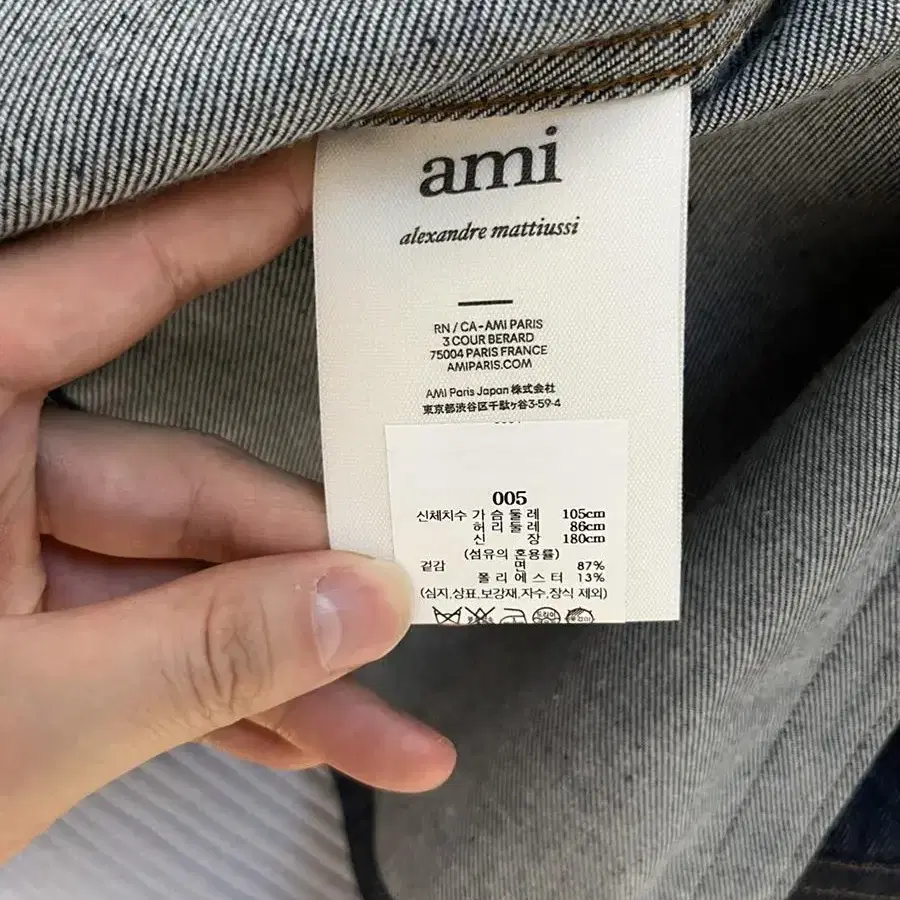 ami
alexandre mattiussi
RN / CA-AMI PARIS
3 COUR BERARD
75004 PARIS FRANCE
AMIPARIS.COM
AMI Paris Japan 株式会社
東京都渋谷区千駄ヶ谷3-59-4
005
신체치수 가슴둘레 105cm
허리둘레 86cm
신 장 180cm
(섬유의 혼용률)
겉감 면 87%
폴리에스터 13%
(심지,상표,보강재,자수,장식 제외)